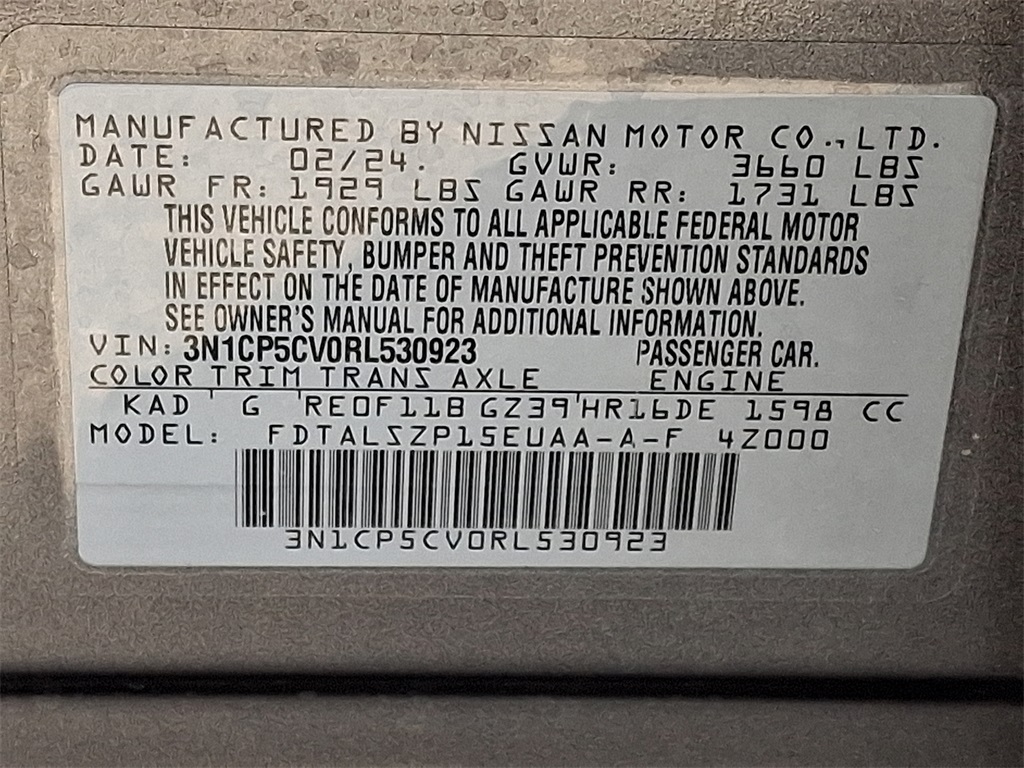 MANUFACTURED BY NISSAN MOTOR CO.,LTD.
DATE: 02/24. GVWR: 3660 LBS
GAWR FR: 1929 LBS GAWR RR: 1731 LBS
THIS VEHICLE CONFORMS TO ALL APPLICABLE FEDERAL MOTOR
VEHICLE SAFETY, BUMPER AND THEFT PREVENTION STANDARDS
IN EFFECT ON THE DATE OF MANUFACTURE SHOWN ABOVE.
SEE OWNER'S MANUAL FOR ADDITIONAL INFORMATION.
VIN: 3N1CP5CV0RL530923 PASSENGER CAR.
COLOR TRIM TRANS AXLE ENGINE
KAD ' G 'RE0F11B GZ39'HR16DE 1598 CC
MODEL: FDTALSZP15EUAA-A-F 4Z000
3N1CP5CV0RL530923